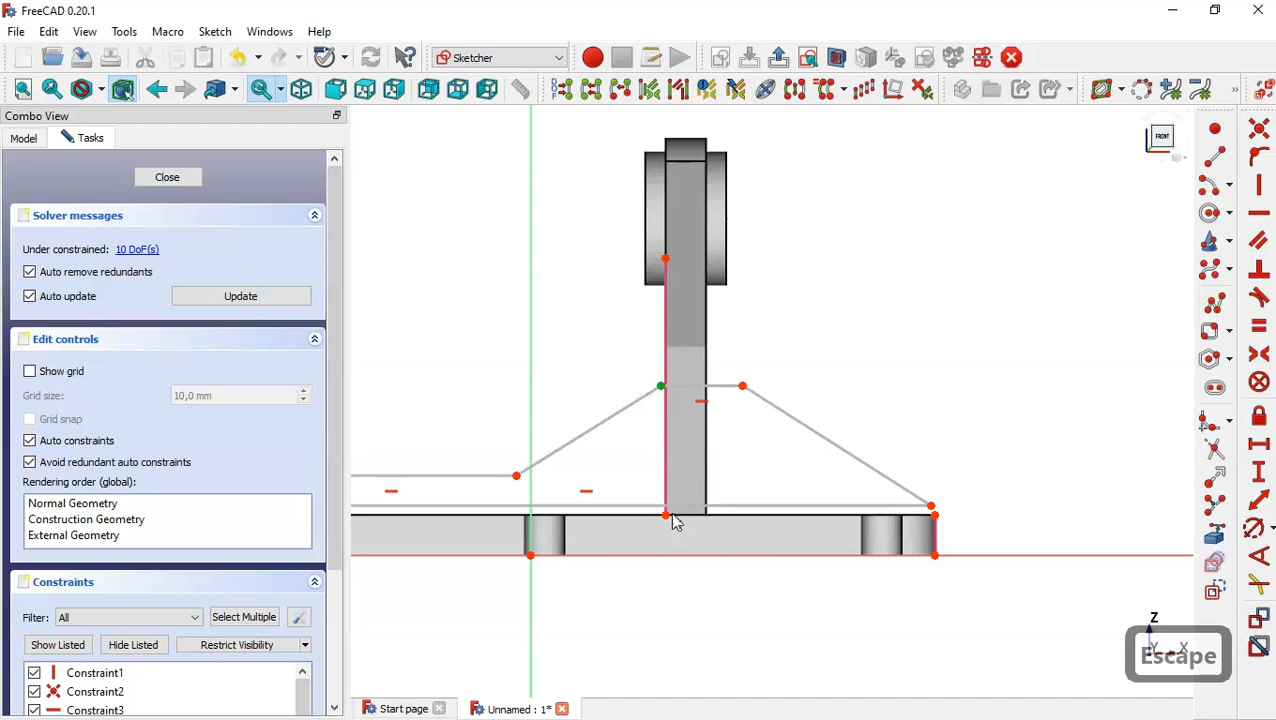 FreeCAD 0.20.1
File Edit View Tools Macro Sketch Windows Help
Sketcher
Combo View
Model Tasks
Close
Solver messages
Under constrained: 10 DoF(s)
Auto remove redundants
Auto update Update
Edit controls
Show grid
Grid size: 10,0 mm
Grid snap
Auto constraints
Avoid redundant auto constraints
Rendering order (global):
Normal Geometry
Construction Geometry
External Geometry
Constraints
Filter: All Select Multiple
Show Listed Hide Listed Restrict Visibility
Constraint1
Constraint2
Constraint3
FRONT
Z
Y X
Escape
Start page Unnamed : 1*